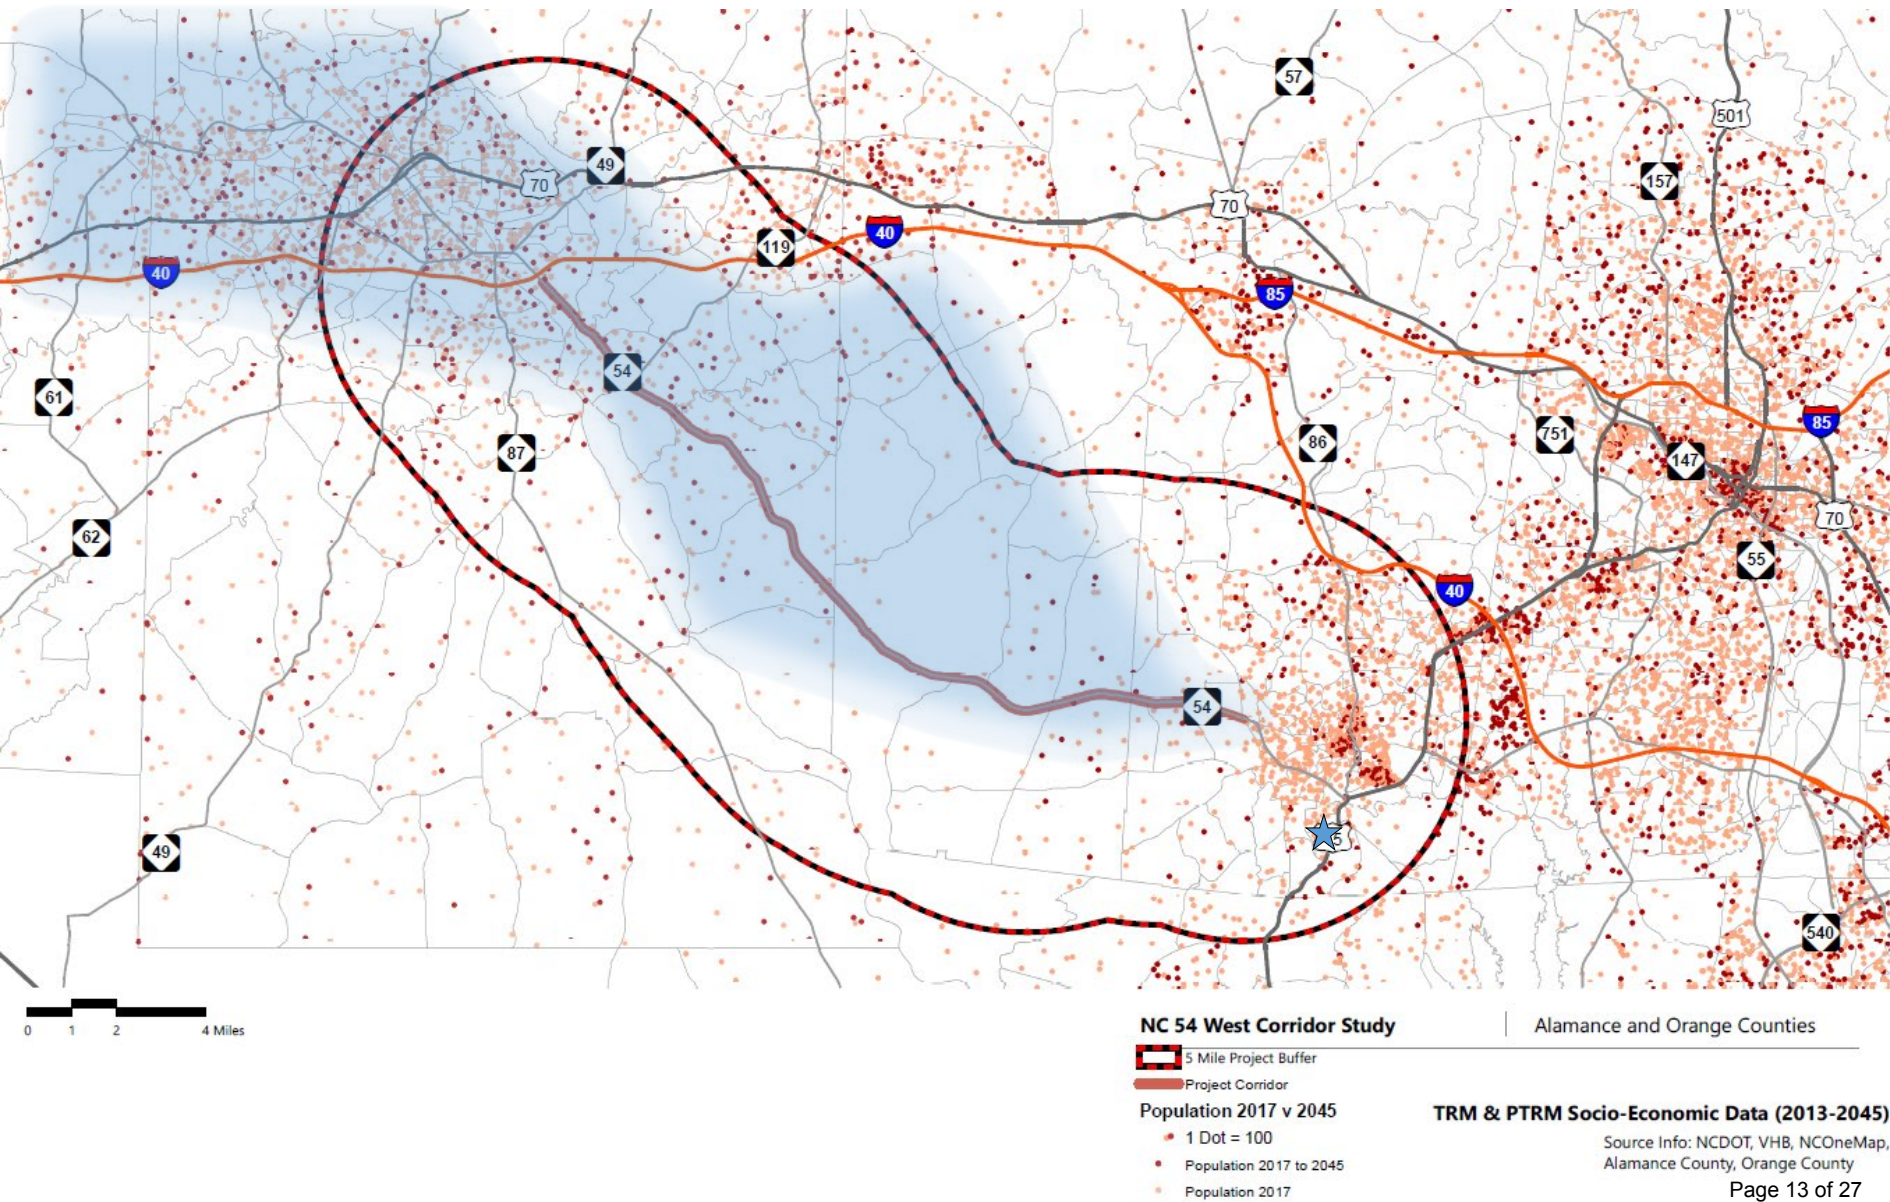 57
501
49
70
157
70
119
40
40
85
54
61
85
86
751
87
147
70
62
55
40
54
49
5
540
0 1 2 4 Miles
NC 54 West Corridor Study
Alamance and Orange Counties
5 Mile Project Buffer
Project Corridor
Population 2017 v 2045
TRM & PTRM Socio-Economic Data (2013-2045)
1 Dot = 100
Source Info: NCDOT, VHB, NCOneMap,
Population 2017 to 2045
Alamance County, Orange County
Population 2017
Page 13 of 27